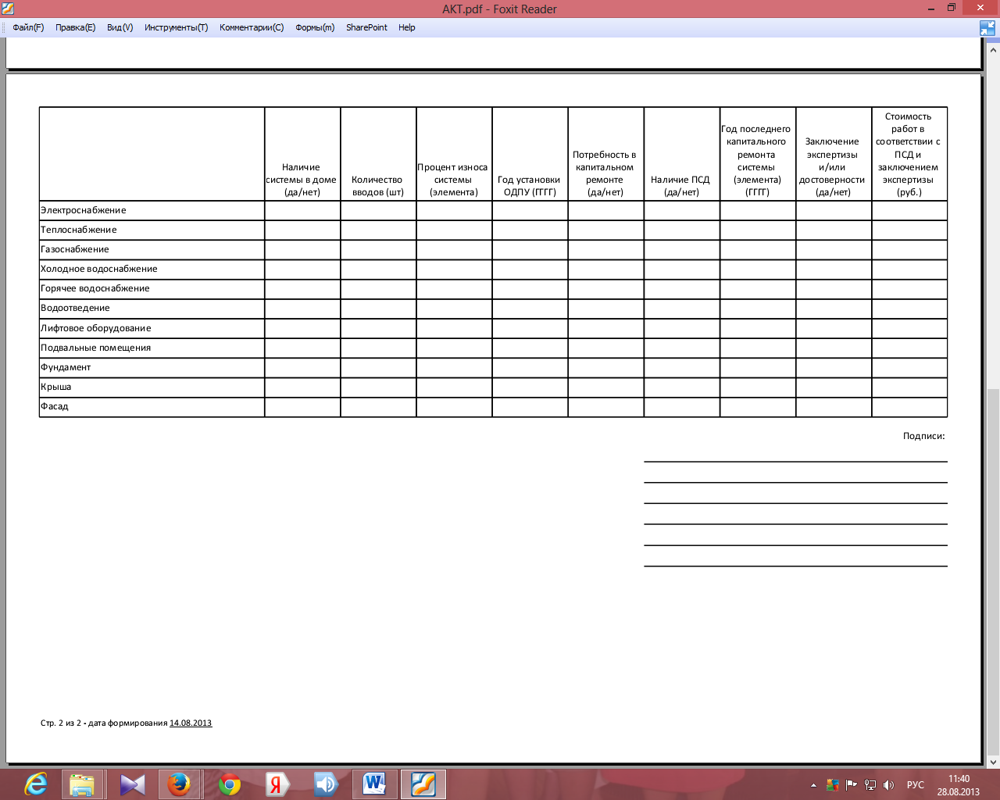 AKT.pdf - Foxit Reader
Файл(F) Правка(E) Вид(V) Инструменты(T) Комментарии(C) Формы(m) SharePoint Help
Наличие
системы в доме
(да/нет)
Количество
вводов (шт)
Процент износа
системы
(элемента)
Год установки
ОДПУ (ГГГГ)
Потребность в
капитальном
ремонте
(да/нет)
Наличие ПСД
(да/нет)
Год последнего
капитального
ремонта
системы
(элемента)
(ГГГГ)
Заключение
экспертизы
и/или
достоверности
(да/нет)
Стоимость
работ в
соответствии с
ПСД и
заключением
экспертизы
(руб.)
Электроснабжение
Теплоснабжение
Газоснабжение
Холодное водоснабжение
Горячее водоснабжение
Водоотведение
Лифтовое оборудование
Подвальные помещения
Фундамент
Крыша
Фасад
Подписи:
Стр. 2 из 2 - дата формирования 14.08.2013
РУС
11:40
28.08.2013